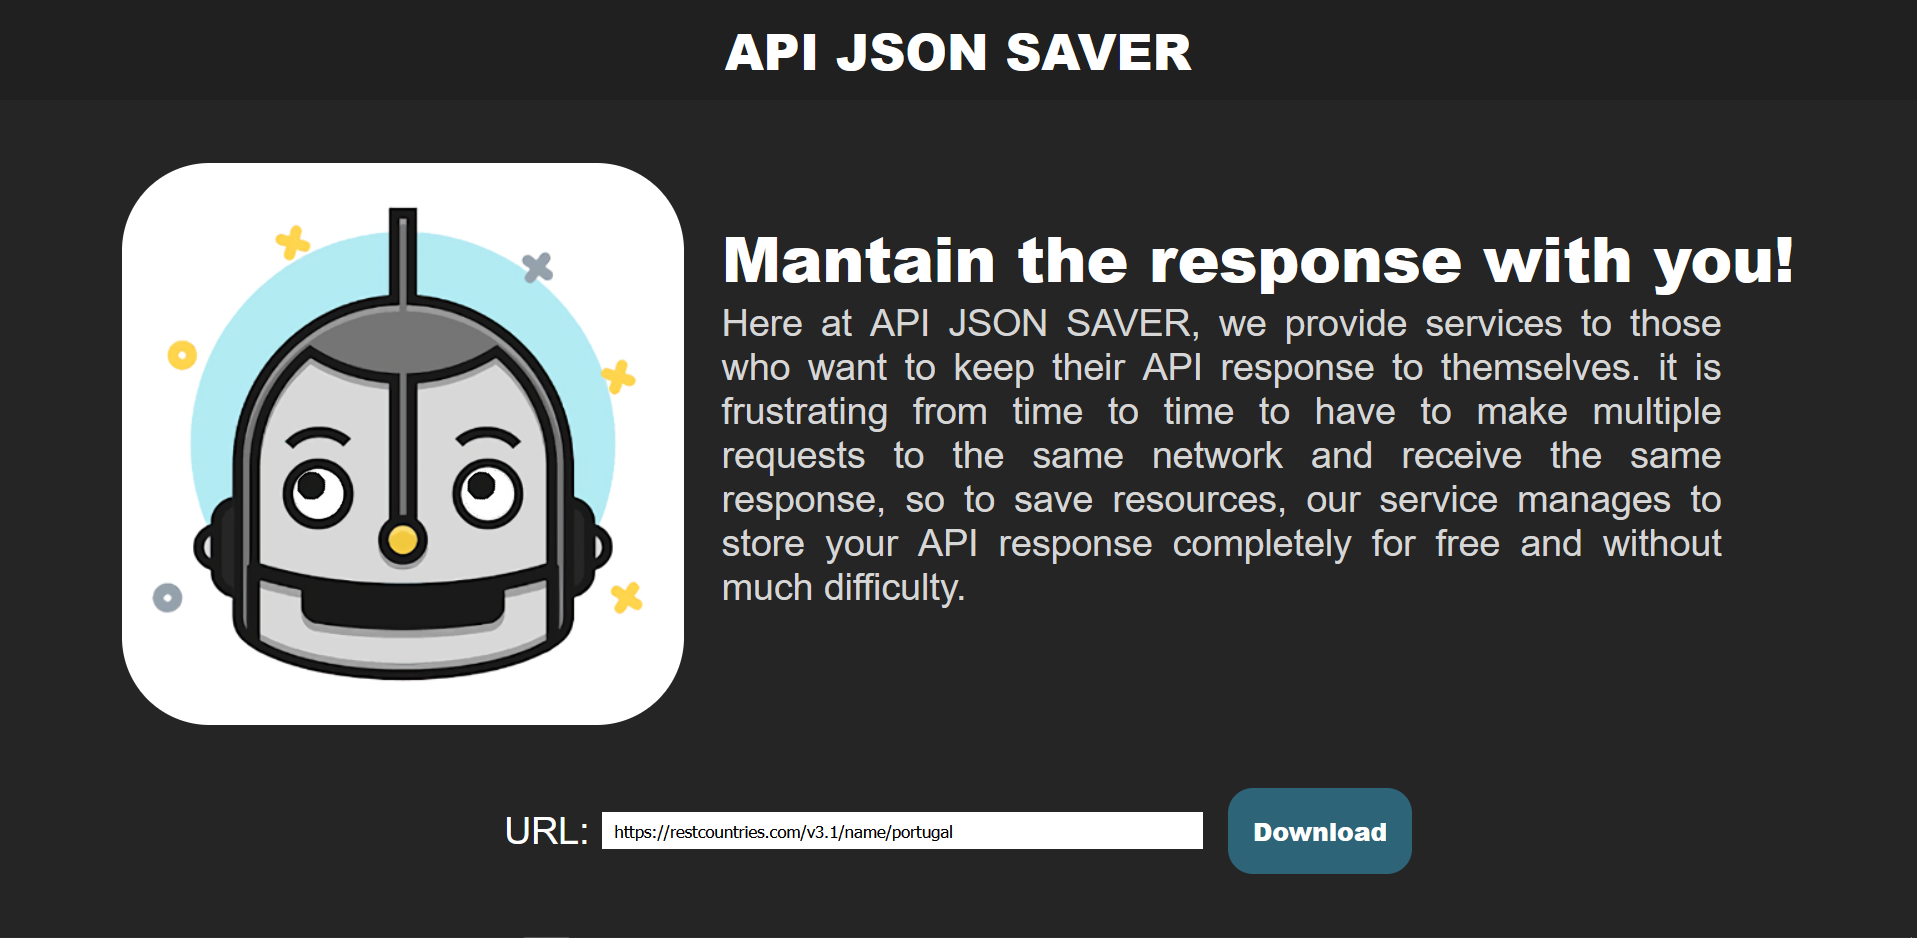 API JSON SAVER
Mantain the response with you!
Here at API JSON SAVER, we provide services to those
who want to keep their API response to themselves. it is
frustrating from time to time to have to make multiple
requests to the same network and receive the same
response, so to save resources, our service manages to
store your API response completely for free and without
much difficulty.
URL: https://restcountries.com/v3.1/name/portugal Download